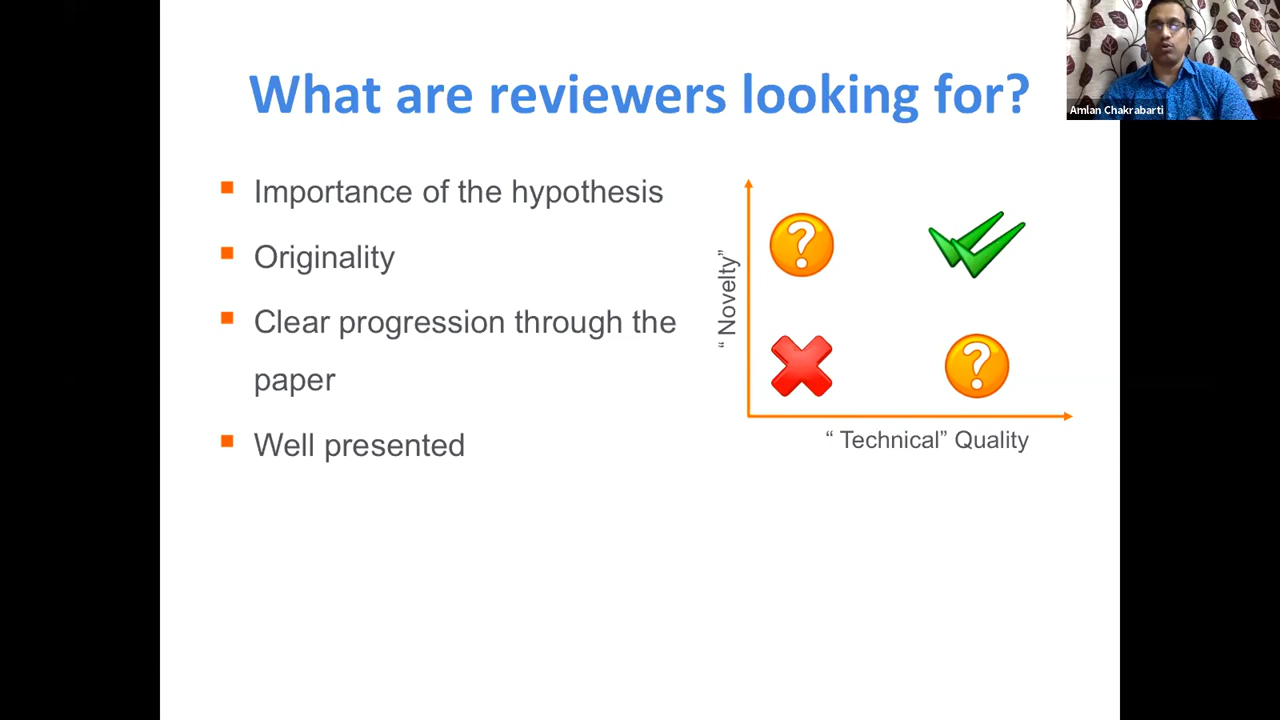 What are reviewers looking for?
Amlan Chakrabarti
Importance of the hypothesis
Originality
Clear progression through the
paper
Well presented
“ Novelty”
“ Technical” Quality